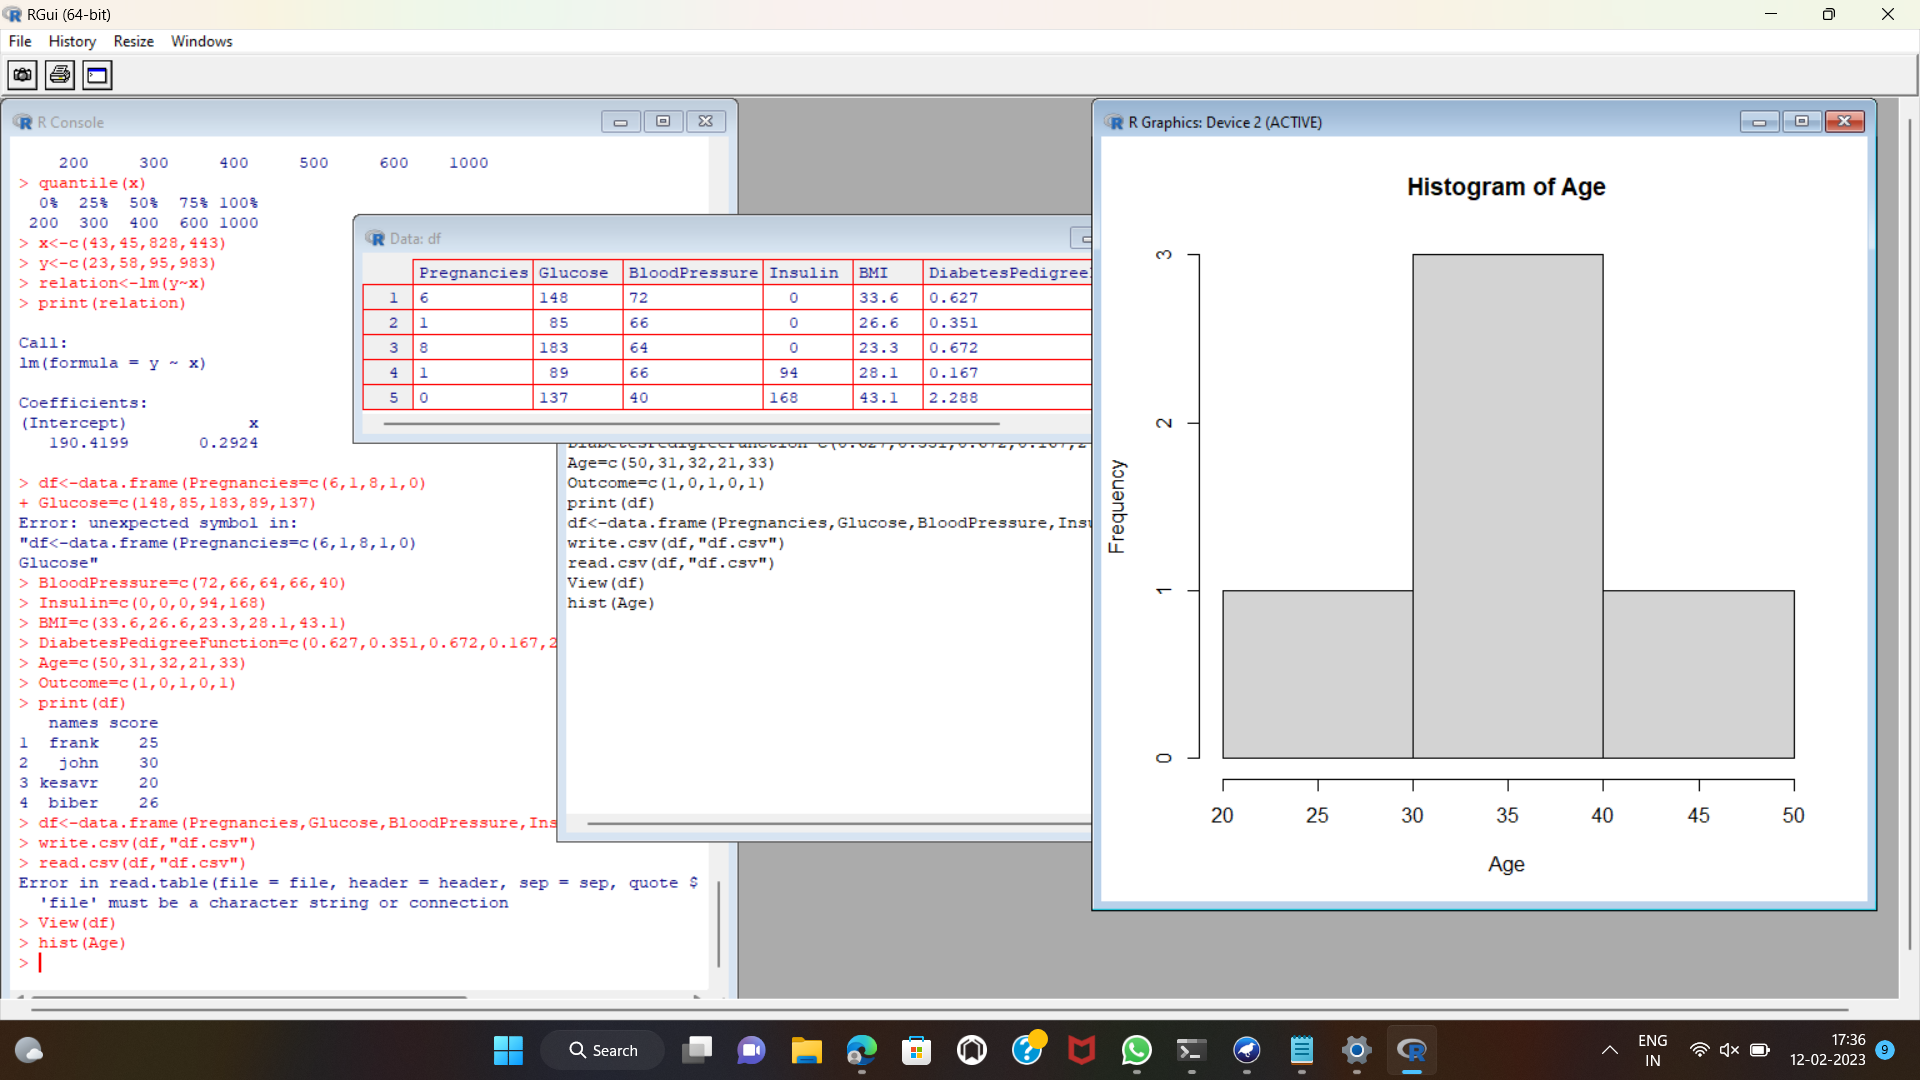 RGui (64-bit)
File History Resize Windows
R Console
200 300 400 500 600 1000
> quantile(x)
0% 25% 50% 75% 100%
200 300 400 600 1000
> x<-c(43,45,828,443)
> y<-c(23,58,95,983)
> relation<-lm(y~x)
> print(relation)
Call:
lm(formula = y ~ x)
Coefficients:
(Intercept) x
190.4199 0.2924
> df<-data.frame(Pregnancies=c(6,1,8,1,0)
+ Glucose=c(148,85,183,89,137)
Error: unexpected symbol in:
"df<-data.frame(Pregnancies=c(6,1,8,1,0)
Glucose"
> BloodPressure=c(72,66,64,66,40)
> Insulin=c(0,0,0,94,168)
> BMI=c(33.6,26.6,23.3,28.1,43.1)
> DiabetesPedigreeFunction=c(0.627,0.351,0.672,0.167,2
> Age=c(50,31,32,21,33)
> Outcome=c(1,0,1,0,1)
> print(df)
names score
1 frank 25
2 john 30
3 kesavr 20
4 biber 26
> df<-data.frame(Pregnancies,Glucose,BloodPressure,Ins
> write.csv(df,"df.csv")
> read.csv(df,"df.csv")
Error in read.table(file = file, header = header, sep = sep, quote $
'file' must be a character string or connection
> View(df)
> hist(Age)
>
Data: df
Pregnancies Glucose BloodPressure Insulin BMI DiabetesPedigree
1 6 148 72 0 33.6 0.627
2 1 85 66 0 26.6 0.351
3 8 183 64 0 23.3 0.672
4 1 89 66 94 28.1 0.167
5 0 137 40 168 43.1 2.288
DiabetesPedigreeFunction=c(0.627,0.351,0.672,0.167,2
Age=c(50,31,32,21,33)
Outcome=c(1,0,1,0,1)
print(df)
df<-data.frame(Pregnancies,Glucose,BloodPressure,Insu
write.csv(df,"df.csv")
read.csv(df,"df.csv")
View(df)
hist(Age)
R Graphics: Device 2 (ACTIVE)
Histogram of Age
Frequency
3
2
1
0
20 25 30 35 40 45 50
Age
Search
ENG
IN
17:36
12-02-2023
9